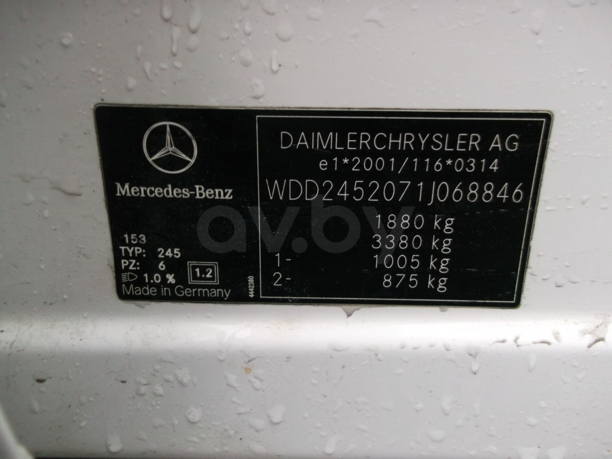 Mercedes-Benz
153
TYP: 245
PZ: 6
1.0 % 1.2
Made in Germany
4442380
DAIMLERCHRYSLER AG
e1*2001/116*0314
WDD2452071J068846
1880 kg
3380 kg
1- 1005 kg
2- 875 kg
av.by